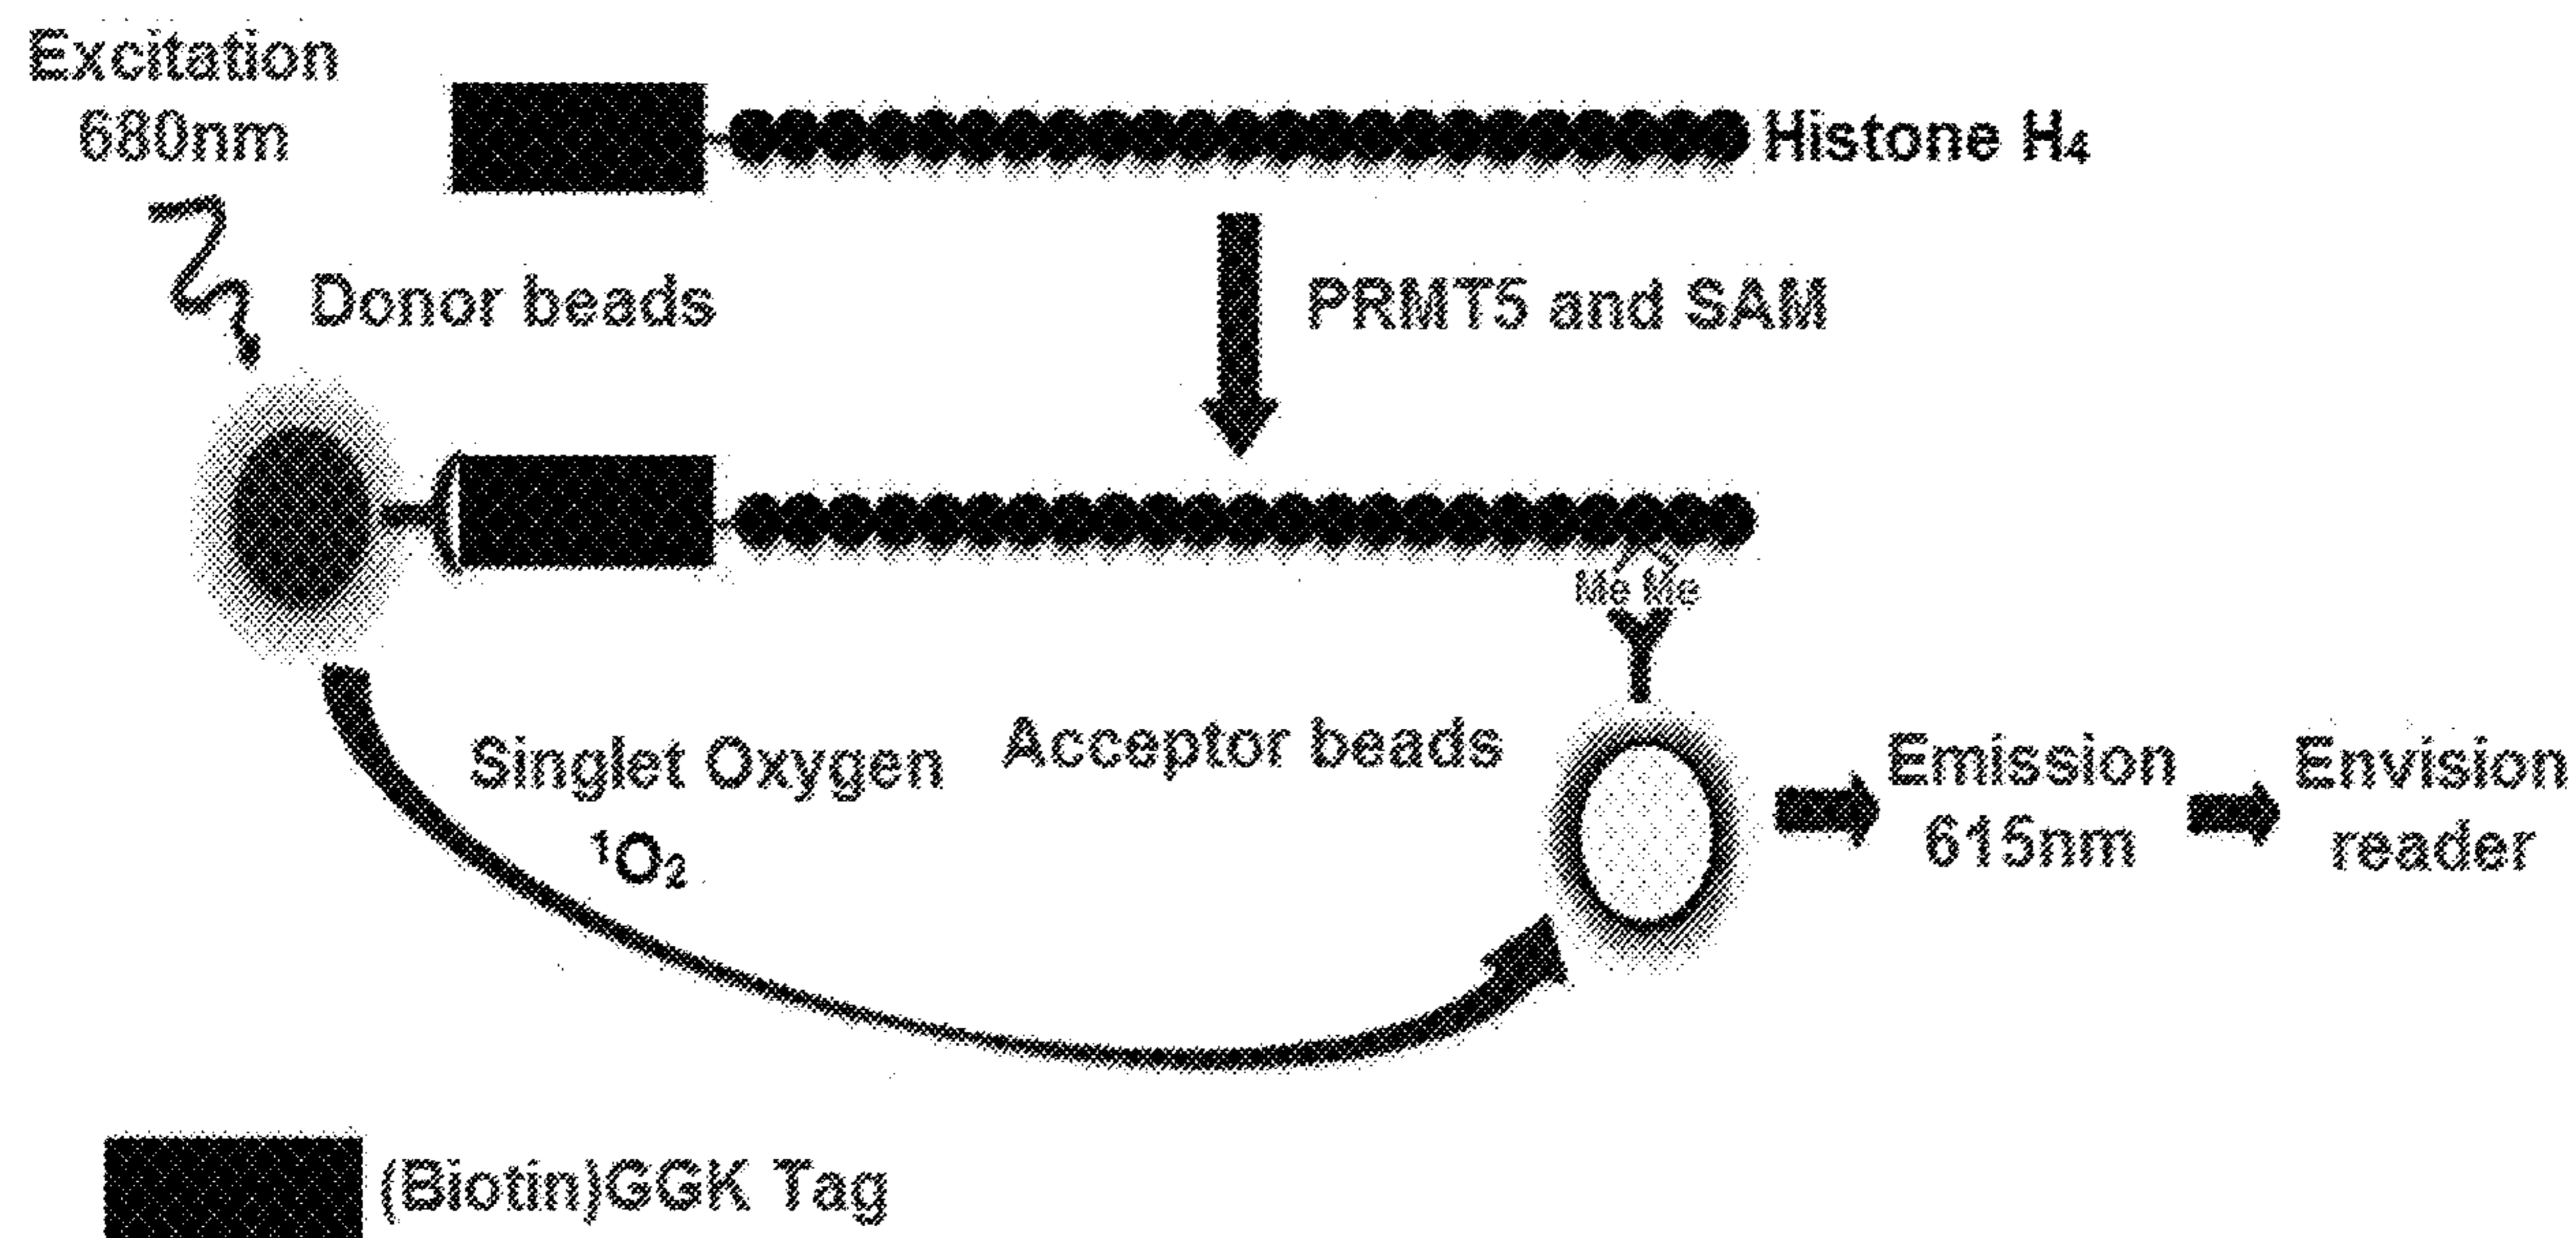 Excitation
680nm
Histone H₄
Donor beads
PRMT5 and SAM
Me Me
Singlet Oxygen
¹O₂
Acceptor beads
Emission
615nm
Envision
reader
(Biotin)GGK Tag